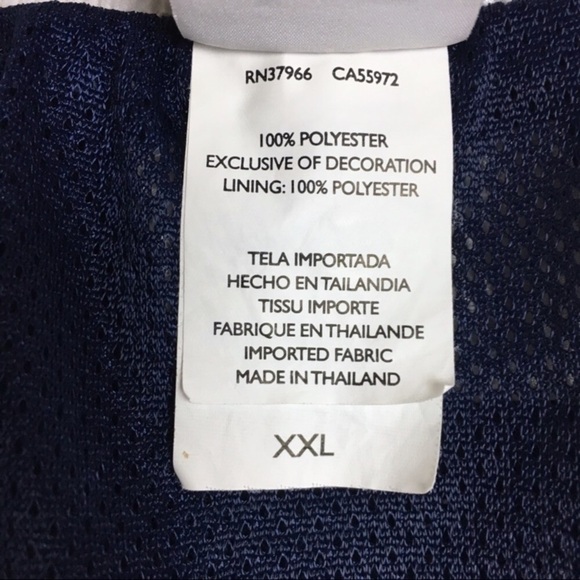 RN37966 CA55972
100% POLYESTER
EXCLUSIVE OF DECORATION
LINING: 100% POLYESTER
TELA IMPORTADA
HECHO EN TAILANDIA
TISSU IMPORTE
FABRIQUE EN THAILANDE
IMPORTED FABRIC
MADE IN THAILAND
XXL